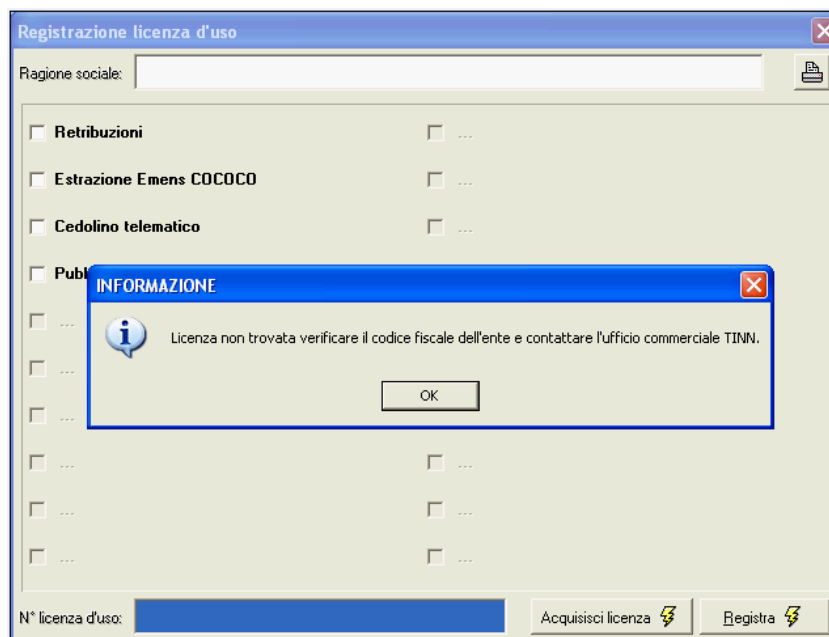 Registrazione licenza d'uso
Ragione sociale:
Retribuzioni ...
Estrazione Emens COCOCO ...
Cedolino telematico ...
INFORMAZIONE
Licenza non trovata verificare il codice fiscale dell'ente e contattare l'ufficio commerciale TINN.
OK
...
...
...
... ...
... ...
... ...
N° licenza d'uso: Acquisisci licenza Registra